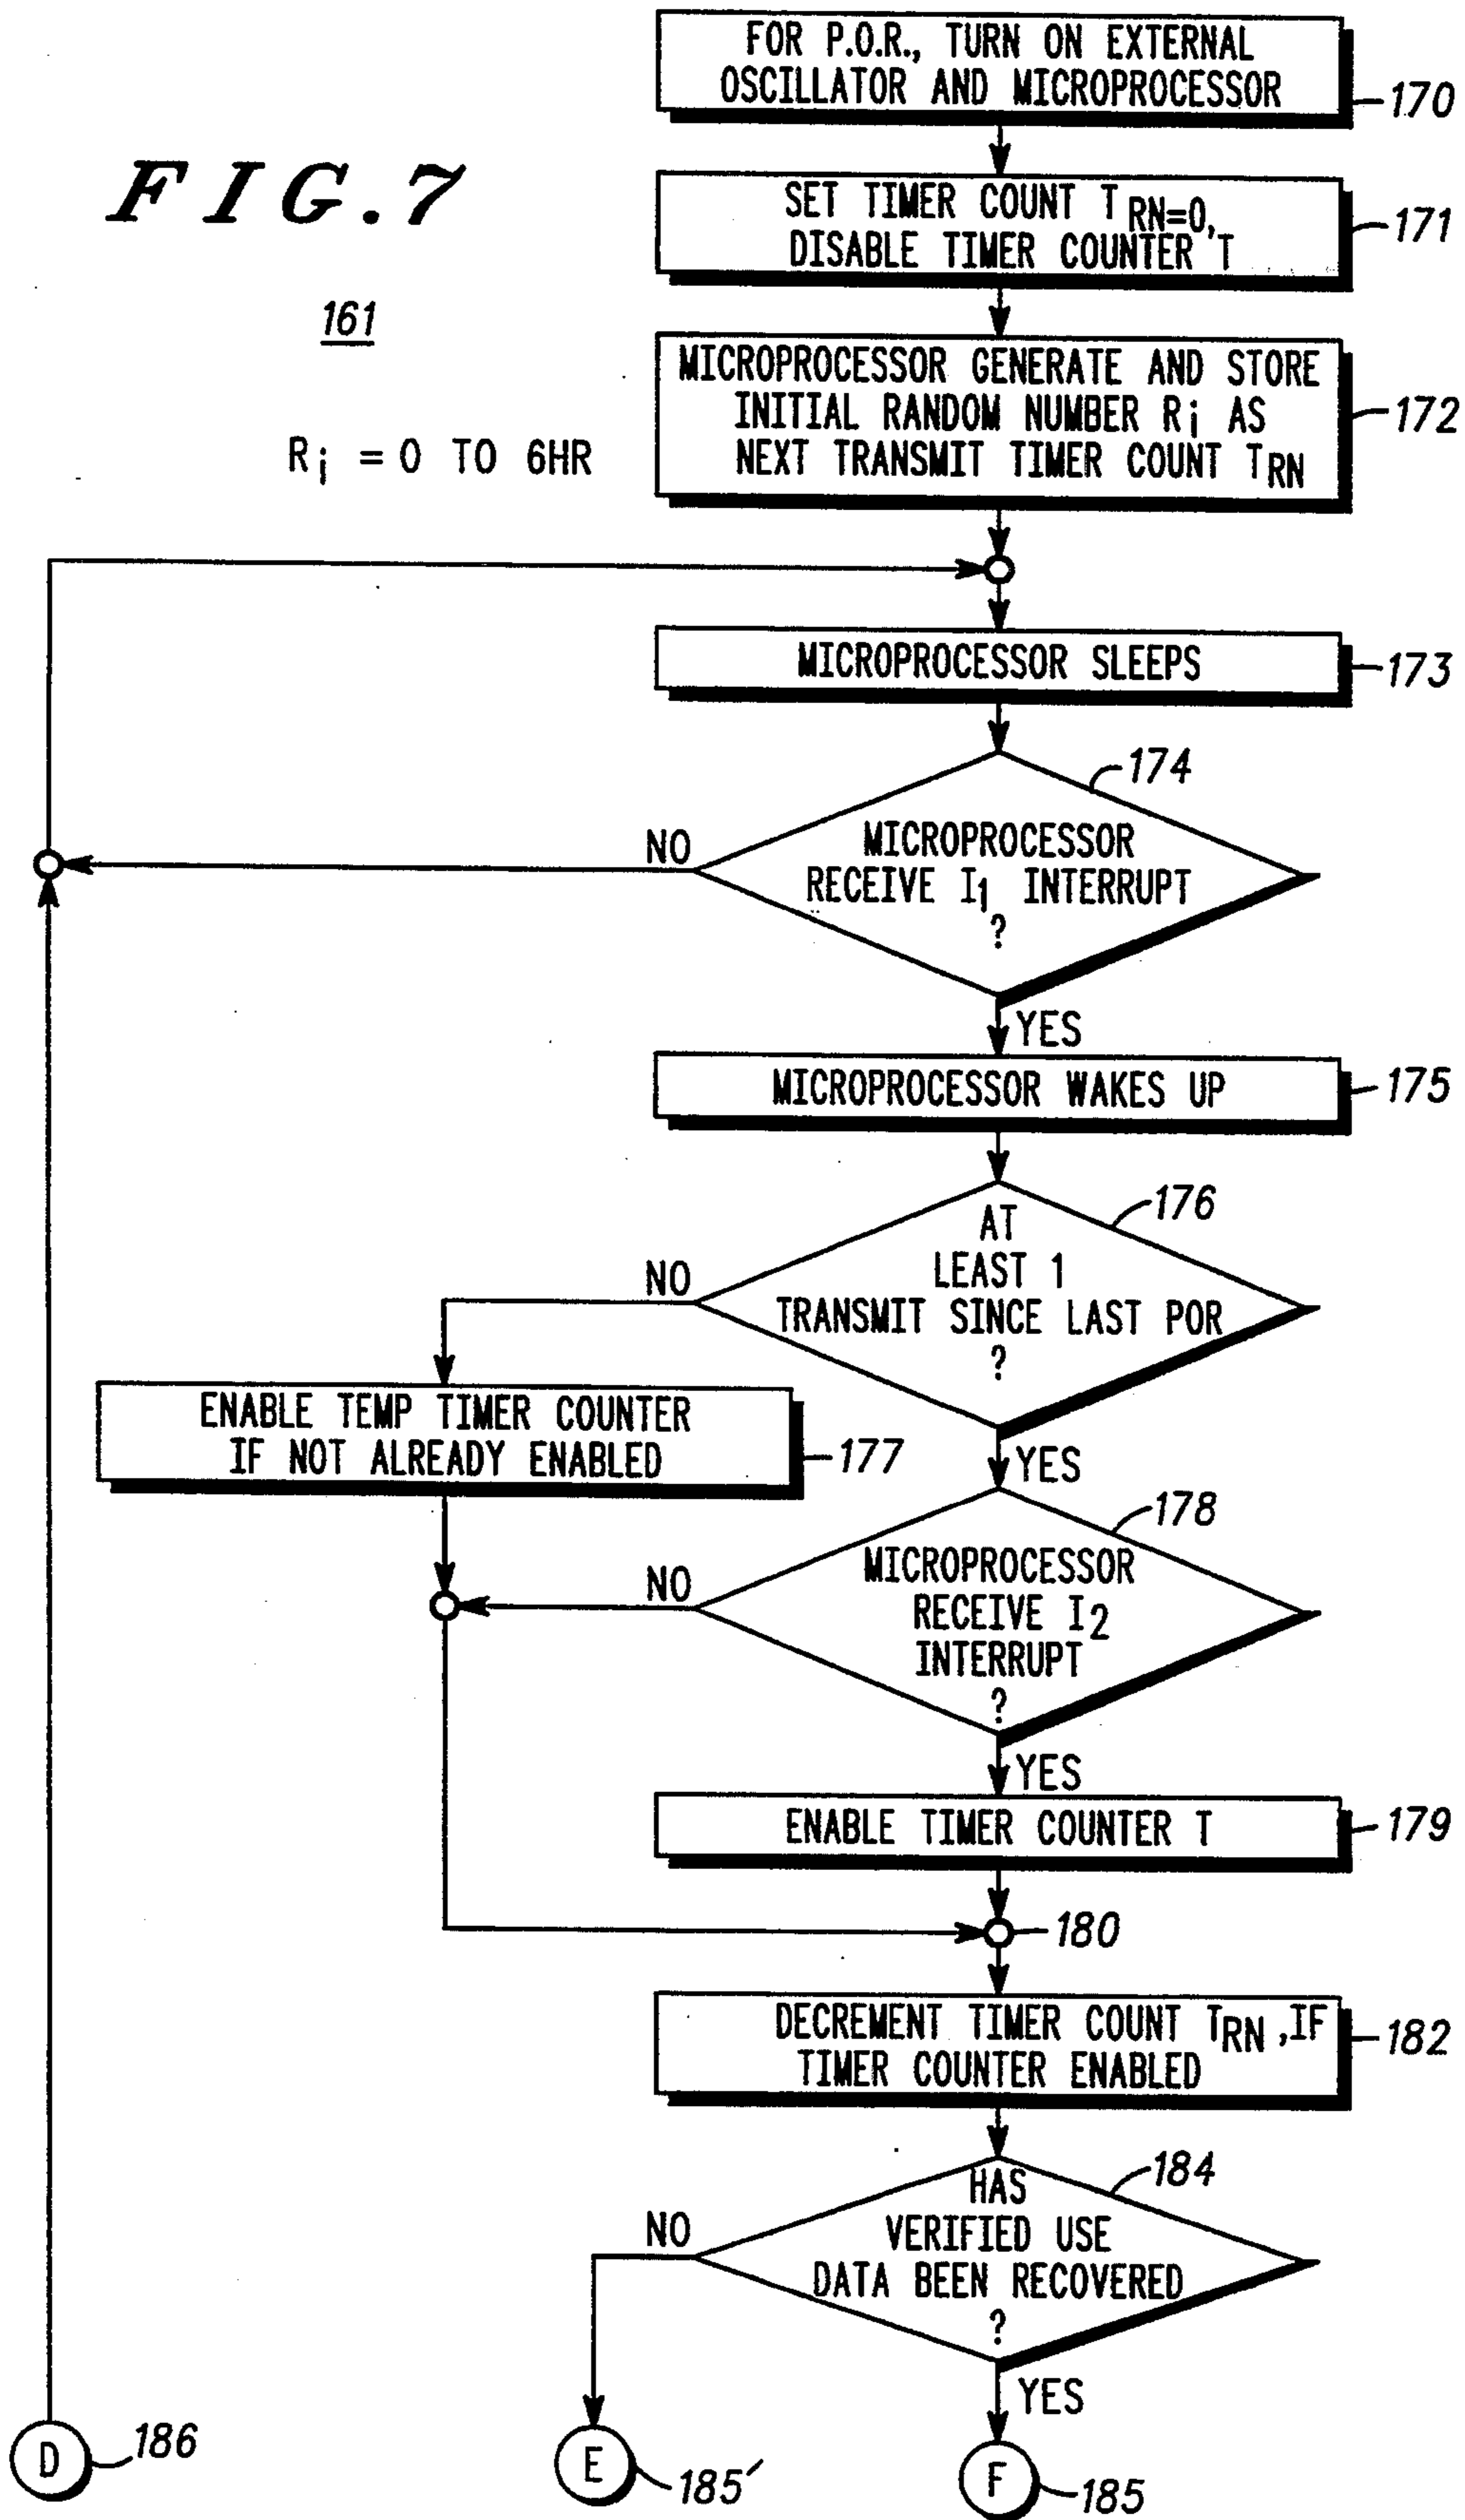 FOR P.O.R., TURN ON EXTERNAL
OSCILLATOR AND MICROPROCESSOR
170
FIG. 7
SET TIMER COUNT TRN=0,
DISABLE TIMER COUNTER T
171
161
MICROPROCESSOR GENERATE AND STORE
INITIAL RANDOM NUMBER Ri AS
NEXT TRANSMIT TIMER COUNT TRN
172
Ri = 0 TO 6HR
MICROPROCESSOR SLEEPS
173
174
MICROPROCESSOR
RECEIVE I1 INTERRUPT
?
NO
YES
MICROPROCESSOR WAKES UP
175
176
AT
LEAST 1
TRANSMIT SINCE LAST POR
?
NO
YES
ENABLE TEMP TIMER COUNTER
IF NOT ALREADY ENABLED
177
178
MICROPROCESSOR
RECEIVE I2
INTERRUPT
?
NO
YES
ENABLE TIMER COUNTER T
179
180
DECREMENT TIMER COUNT TRN ,IF
TIMER COUNTER ENABLED
182
184
HAS
VERIFIED USE
DATA BEEN RECOVERED
?
NO
YES
D
186
E
185'
F
185